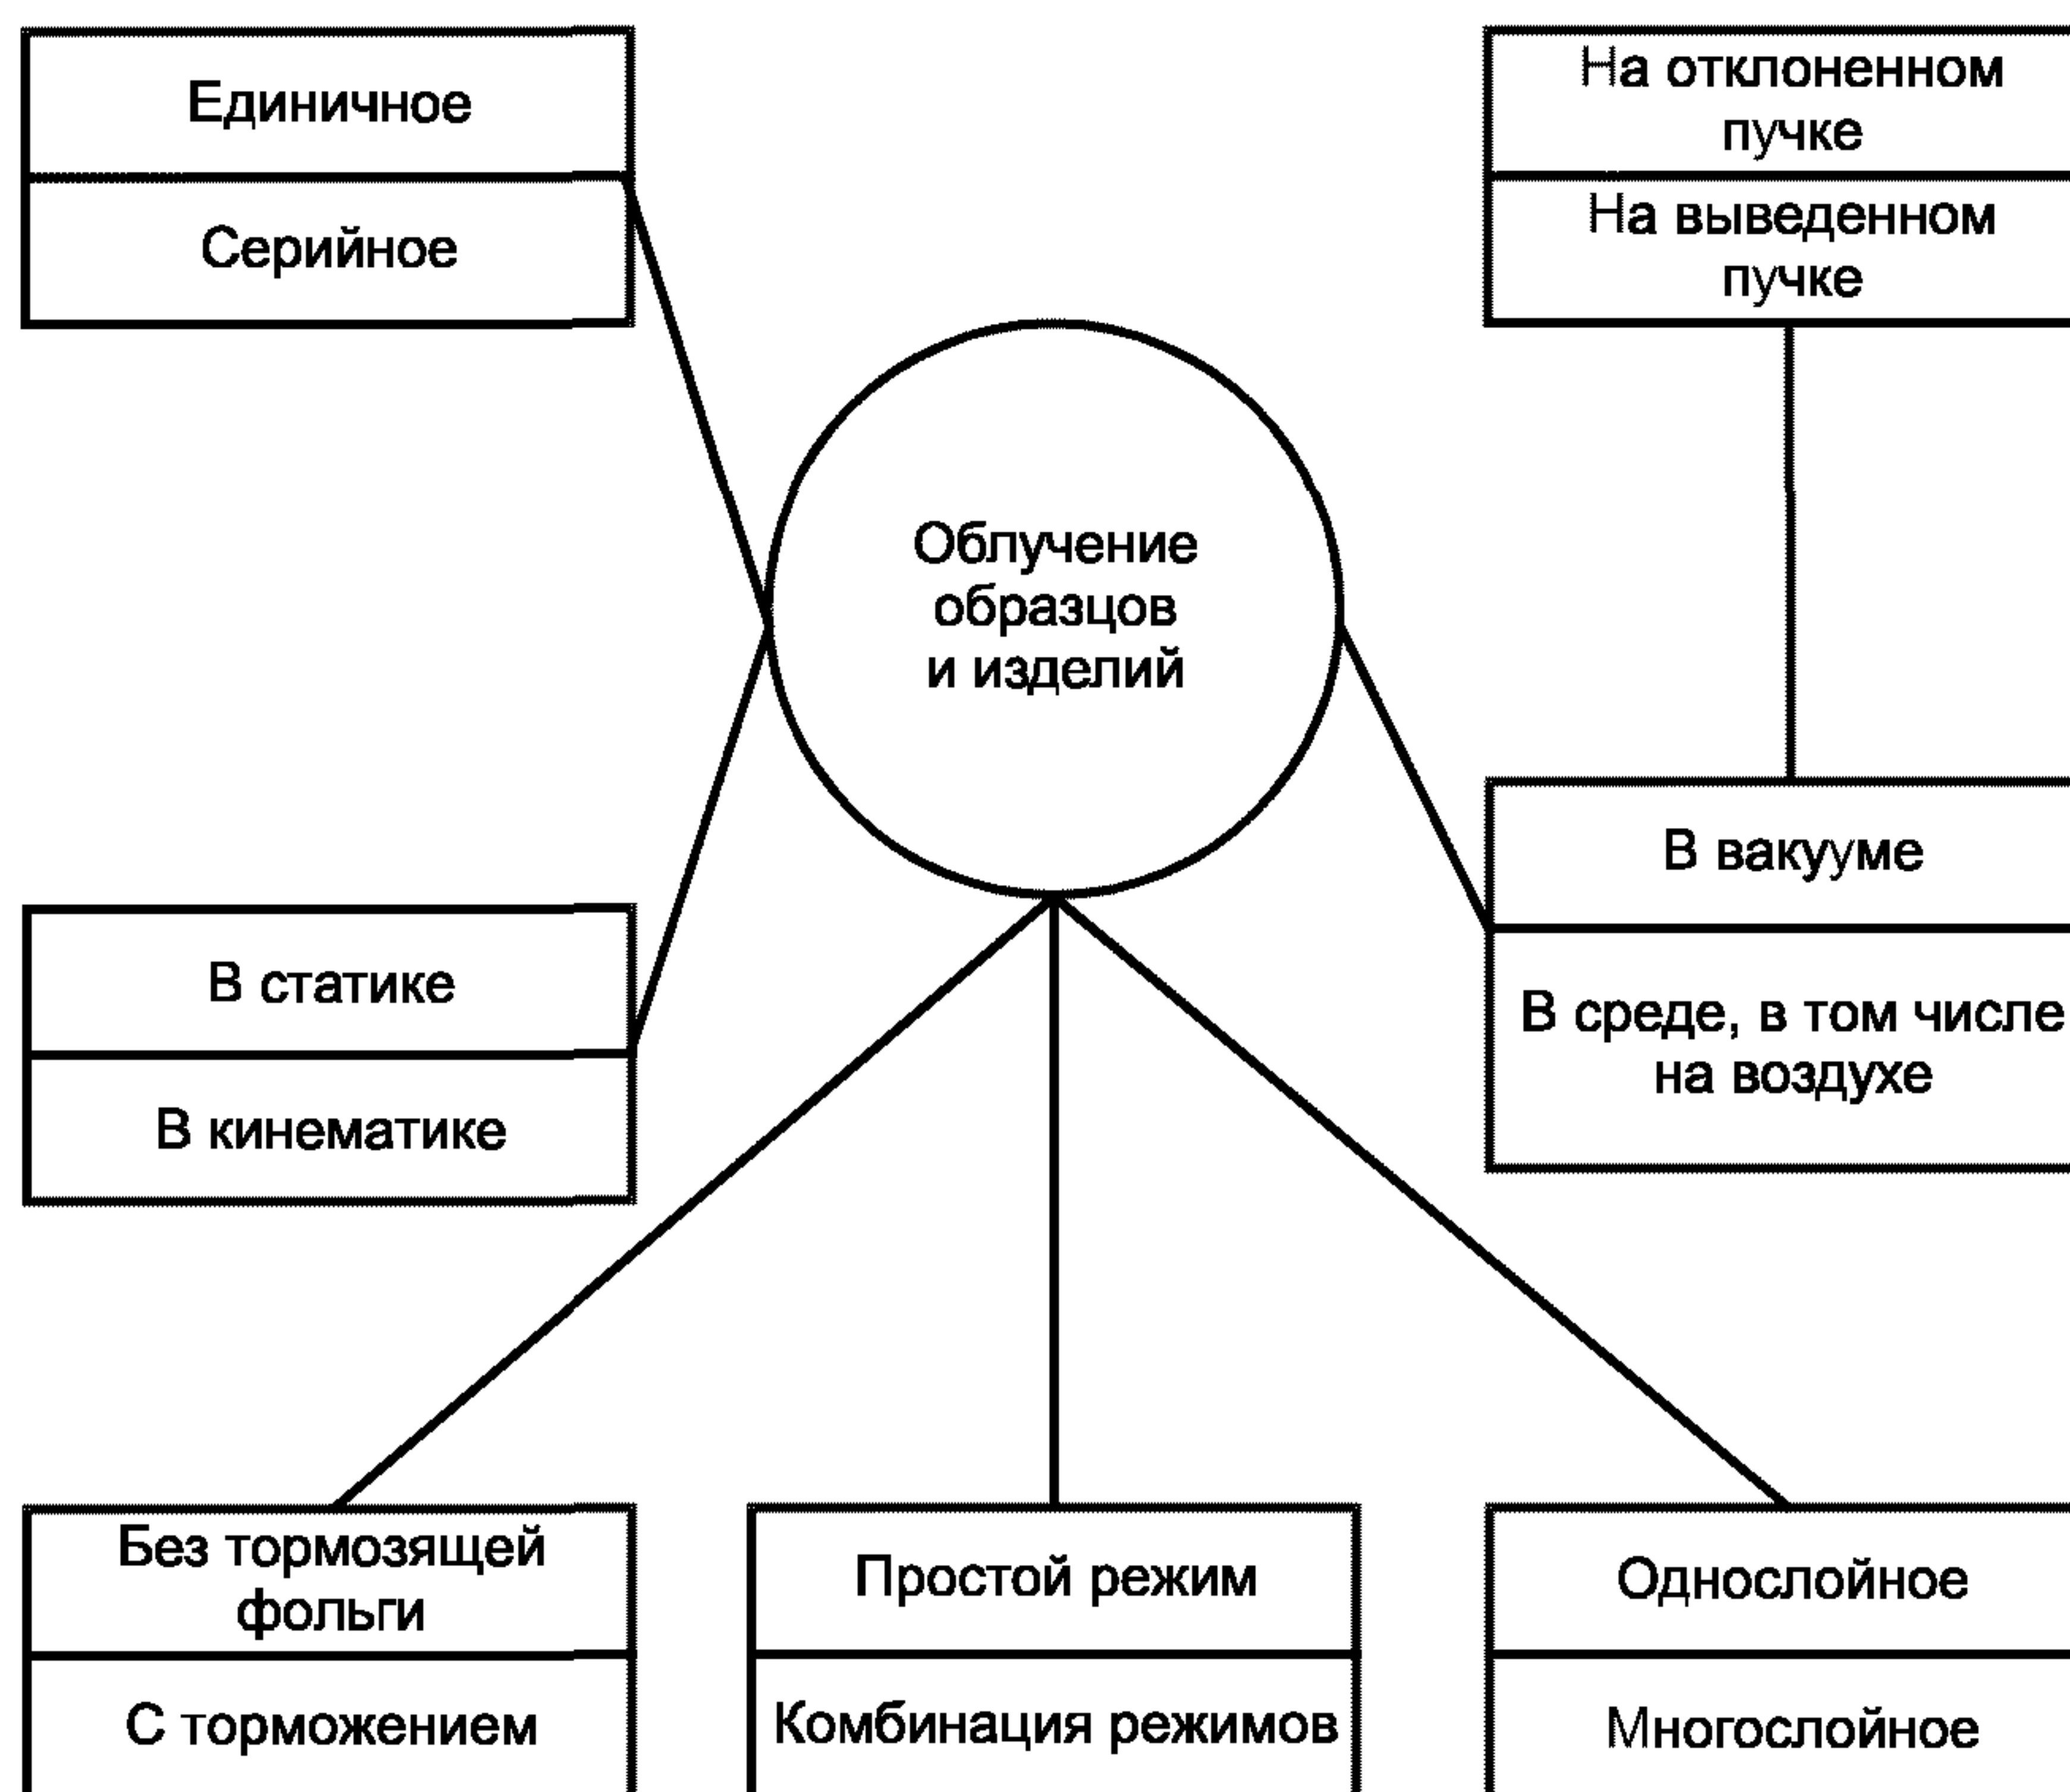 Единичное
Серийное
На отклоненном
пучке
На выведенном
пучке
Облучение
образцов
и изделий
В статике
В кинематике
В вакууме
В среде, в том числе
на воздухе
Без тормозящей
фольги
С торможением
Простой режим
Комбинация режимов
Однослойное
Многослойное